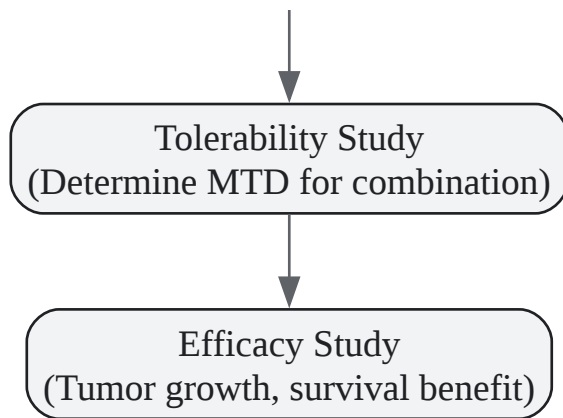 Tolerability Study
(Determine MTD for combination)
Efficacy Study
(Tumor growth, survival benefit)